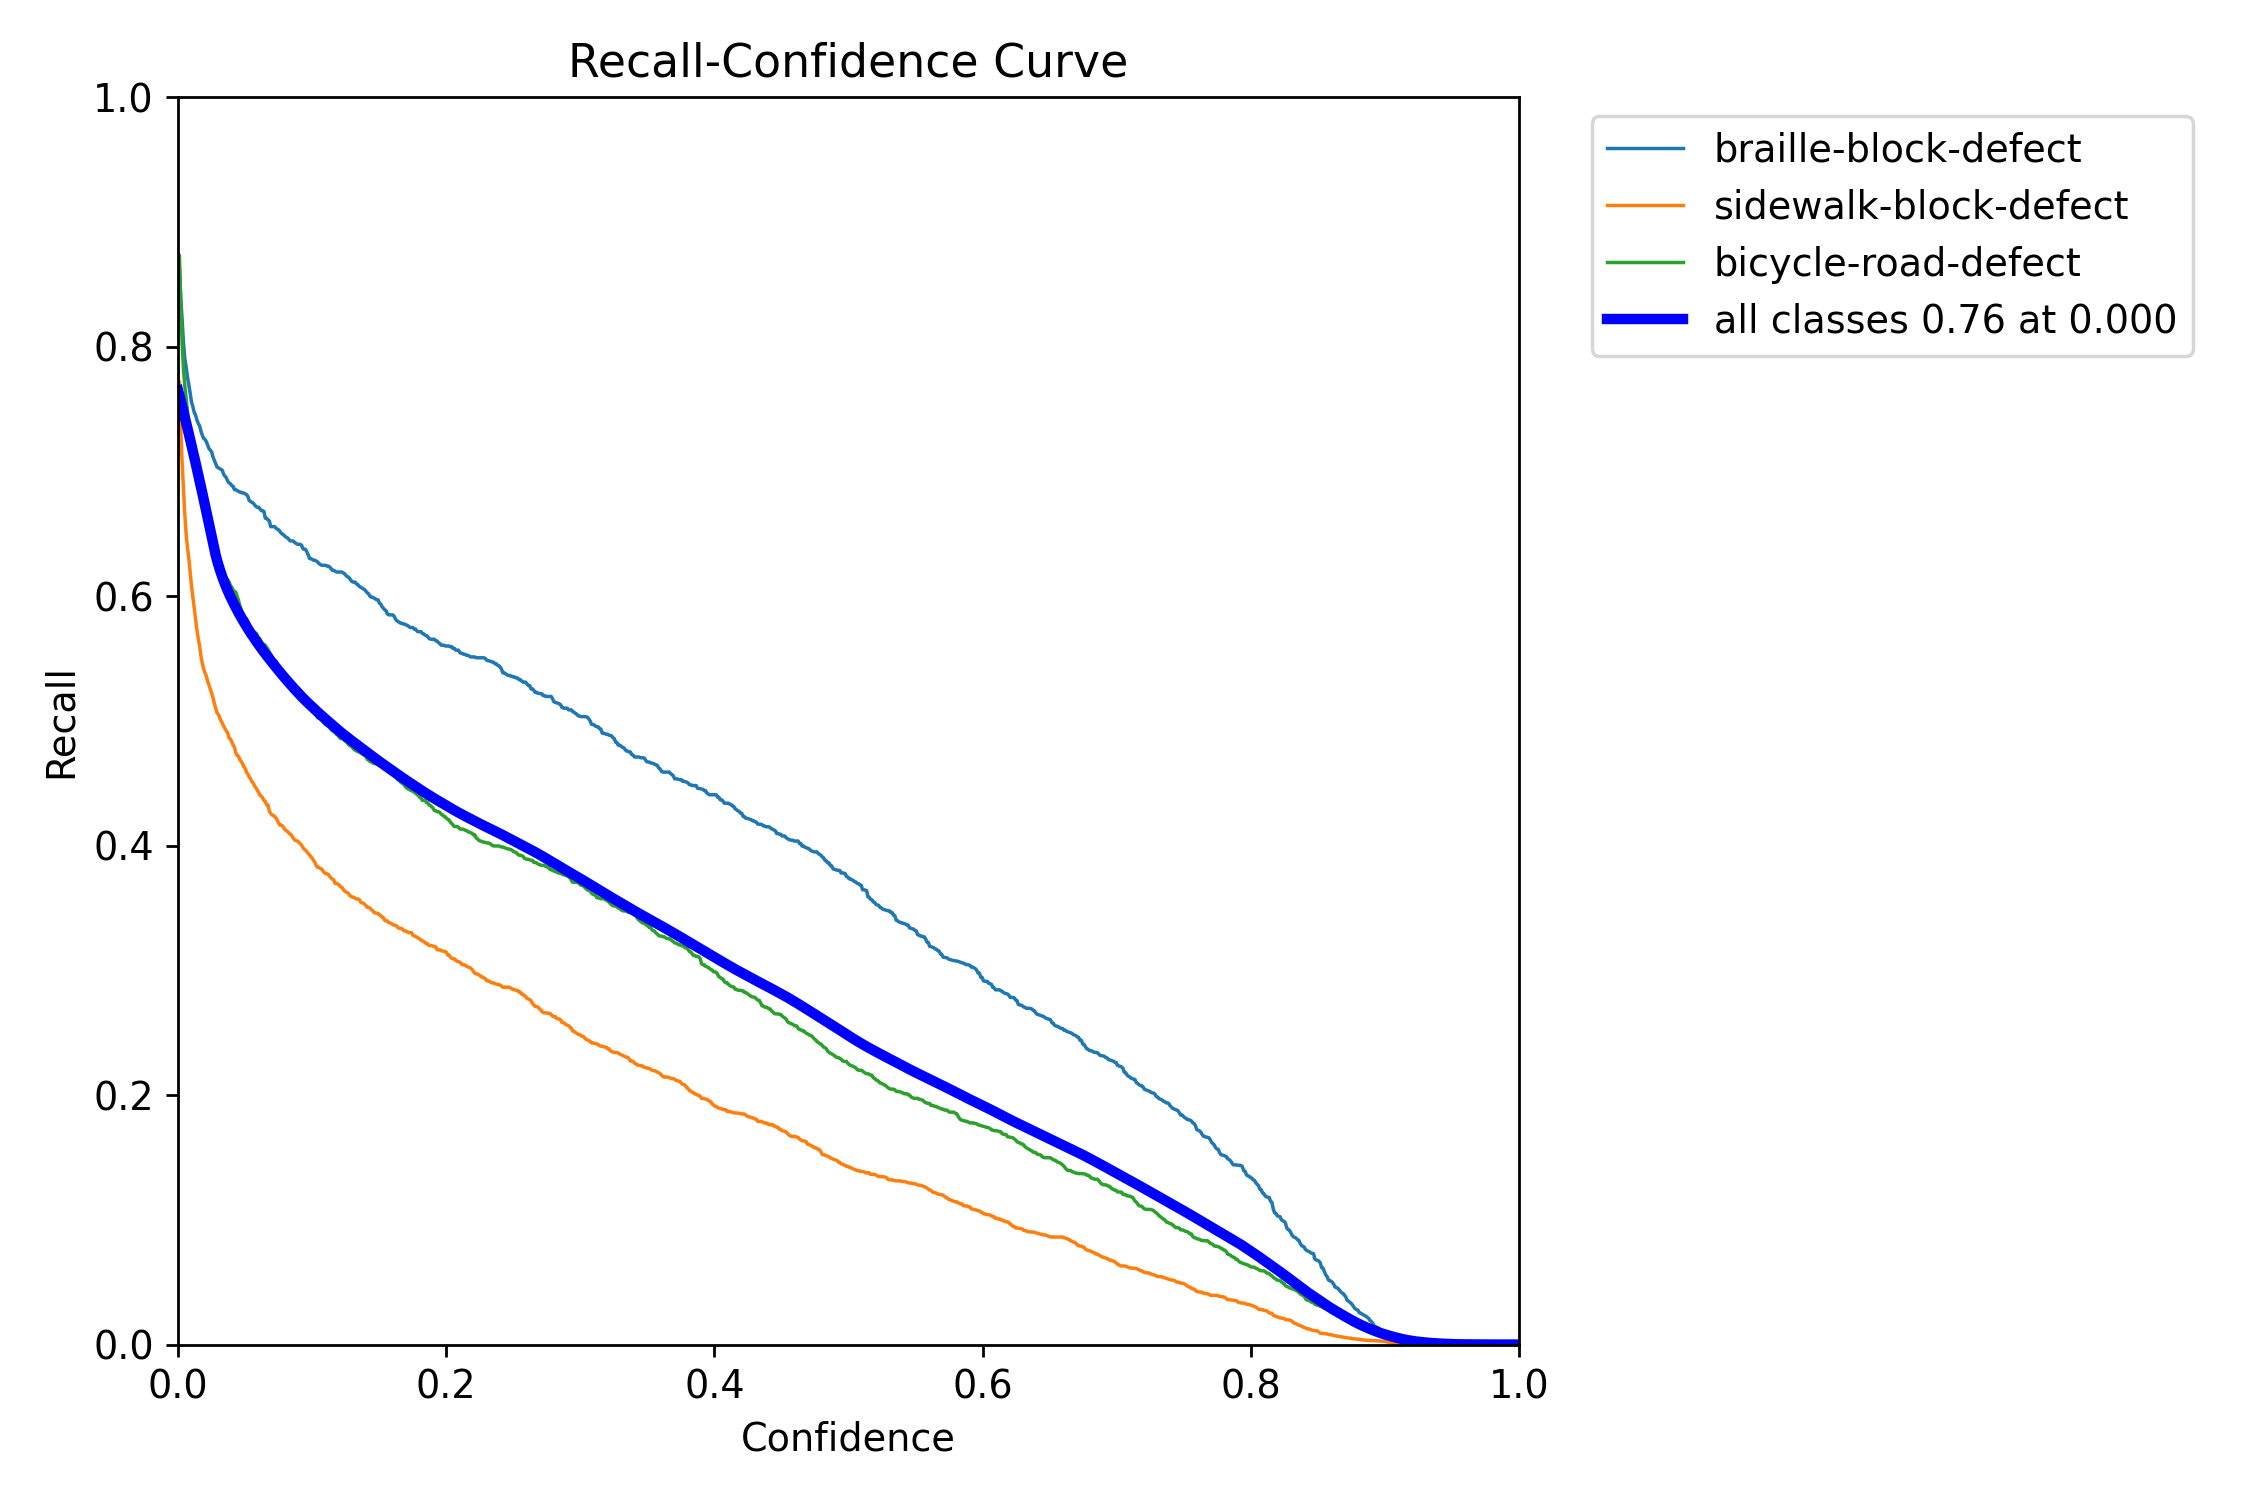 Recall-Confidence Curve
1.0
0.8
0.6
0.4
0.2
0.0
Recall
0.0 0.2 0.4 0.6 0.8 1.0
Confidence
braille-block-defect
sidewalk-block-defect
bicycle-road-defect
all classes 0.76 at 0.000